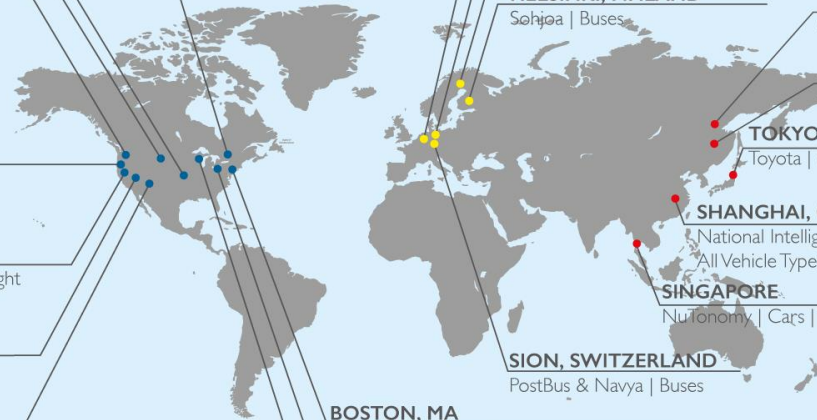 Sohjoa | Buses
TOKYO
Toyota |
SHANGHAI,
National Intellig
All Vehicle Type
ght
SINGAPORE
NuTonomy | Cars |
SION, SWITZERLAND
PostBus & Navya | Buses
BOSTON, MA